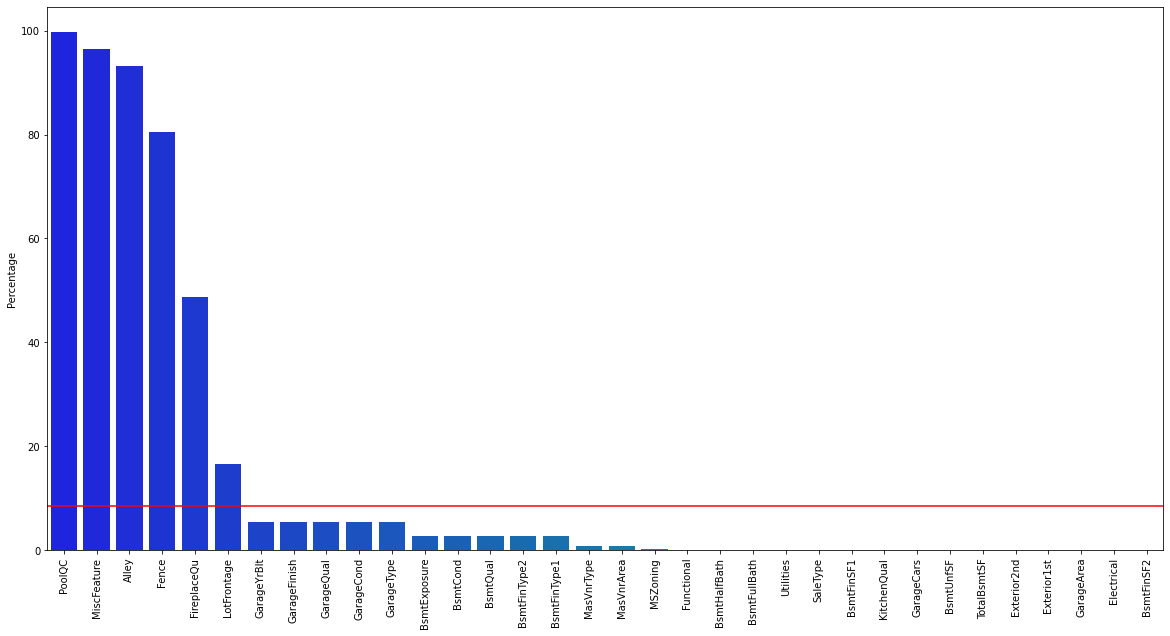 100
80
60
40
20
0
Percentage
PoolQC
MiscFeature
Alley
Fence
FireplaceQu
LotFrontage
GarageYrBlt
GarageFinish
GarageQual
GarageCond
GarageType
BsmtExposure
BsmtCond
BsmtQual
BsmtFinType2
BsmtFinType1
MasVnrType
MasVnrArea
MSZoning
Functional
BsmtHalfBath
BsmtFullBath
Utilities
SaleType
BsmtFinSF1
KitchenQual
GarageCars
BsmtUnfSF
TotalBsmtSF
Exterior2nd
Exterior1st
GarageArea
Electrical
BsmtFinSF2